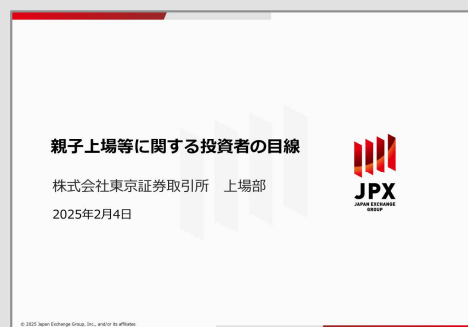 親子上場等に関する投資者の目線
株式会社東京証券取引所　上場部
2025年2月4日
JPX
JAPAN EXCHANGE
GROUP
© 2025 Japan Exchange Group, Inc., and/or its affiliates